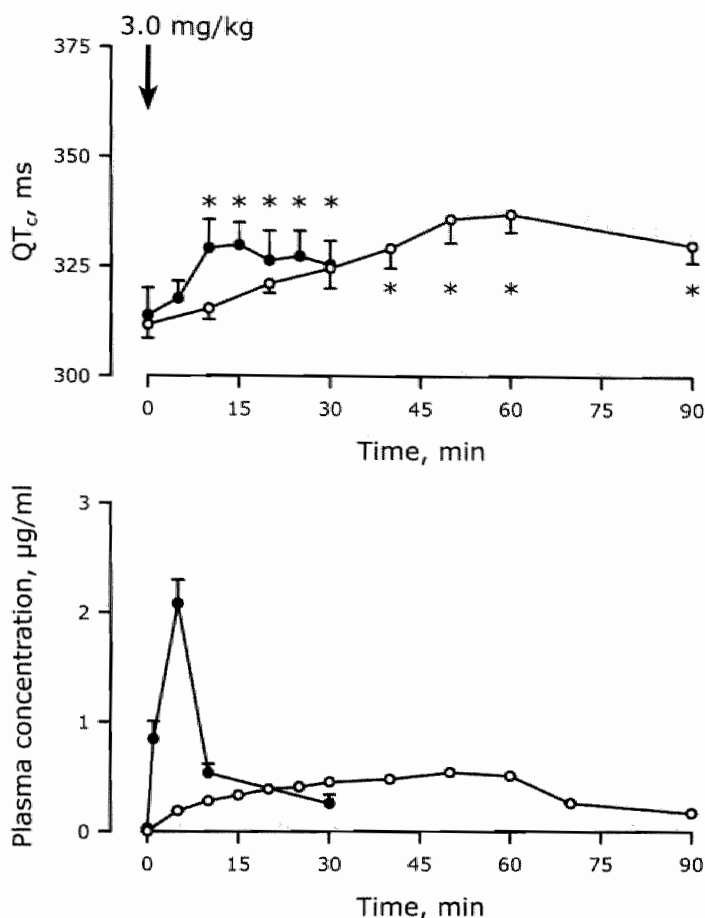 3.0 mg/kg
375
350
325
300
QTc, ms
* * * * *
* * * *
0 15 30 45 60 75 90
Time, min
3
2
1
0
Plasma concentration, µg/ml
0 15 30 45 60 75 90
Time, min